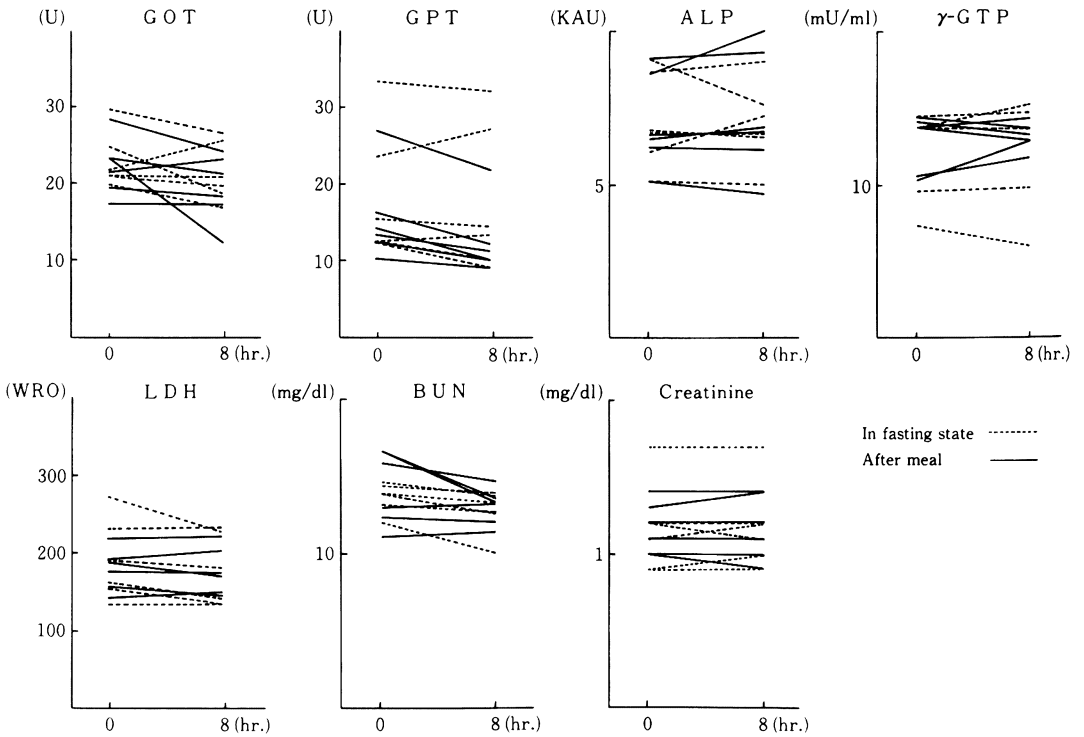 (U) GOT
30
20
10
0 8 (hr.)
(U) GPT
30
20
10
0 8 (hr.)
(KAU) ALP
5
0 8 (hr.)
(mU/ml) γ-GTP
10
0 8 (hr.)
(WRO) LDH
300
200
100
0 8 (hr.)
(mg/dl) BUN
10
0 8 (hr.)
(mg/dl) Creatinine
1
0 8 (hr.)
In fasting state
After meal